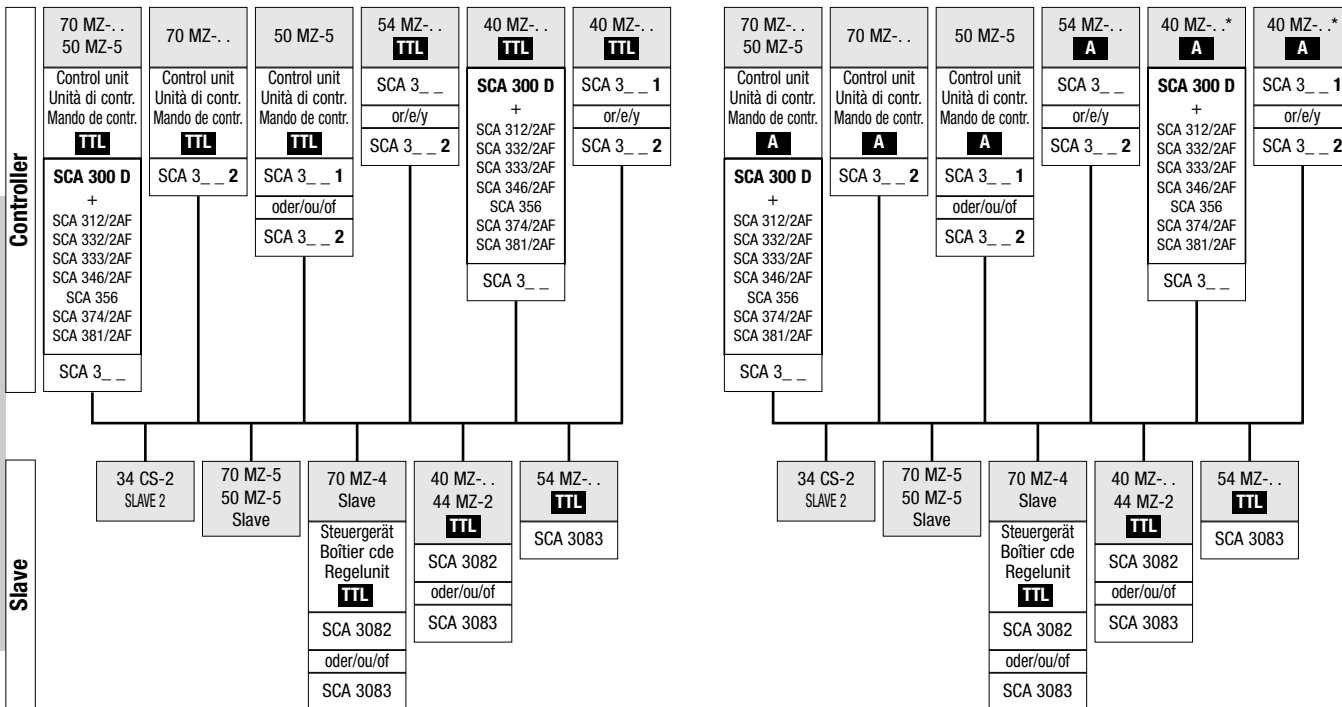 Controller
70 MZ-. .
50 MZ-5
Control unit
Unità di contr.
Mando de contr.
TTL
SCA 300 D
+
SCA 312/2AF
SCA 332/2AF
SCA 333/2AF
SCA 346/2AF
SCA 356
SCA 374/2AF
SCA 381/2AF
SCA 3_ _
70 MZ-. .
Control unit
Unità di contr.
Mando de contr.
TTL
SCA 3_ _ 2
50 MZ-5
Control unit
Unità di contr.
Mando de contr.
TTL
SCA 3_ _ 1
oder/ou/of
SCA 3_ _ 2
54 MZ-. .
TTL
SCA 3_ _
or/e/y
SCA 3_ _ 2
40 MZ-. .
TTL
SCA 300 D
+
SCA 312/2AF
SCA 332/2AF
SCA 333/2AF
SCA 346/2AF
SCA 356
SCA 374/2AF
SCA 381/2AF
SCA 3_ _
40 MZ-. .
TTL
SCA 3_ _ 1
or/e/y
SCA 3_ _ 2
70 MZ-. .
50 MZ-5
Control unit
Unità di contr.
Mando de contr.
A
SCA 300 D
+
SCA 312/2AF
SCA 332/2AF
SCA 333/2AF
SCA 346/2AF
SCA 356
SCA 374/2AF
SCA 381/2AF
SCA 3_ _
70 MZ-. .
Control unit
Unità di contr.
Mando de contr.
A
SCA 3_ _ 2
50 MZ-5
Control unit
Unità di contr.
Mando de contr.
A
SCA 3_ _ 1
oder/ou/of
SCA 3_ _ 2
54 MZ-. .
A
SCA 3_ _
or/e/y
SCA 3_ _ 2
40 MZ-. .*
A
SCA 300 D
+
SCA 312/2AF
SCA 332/2AF
SCA 333/2AF
SCA 346/2AF
SCA 356
SCA 374/2AF
SCA 381/2AF
SCA 3_ _
40 MZ-. .*
A
SCA 3_ _ 1
or/e/y
SCA 3_ _ 2
Slave
34 CS-2
SLAVE 2
70 MZ-5
50 MZ-5
Slave
70 MZ-4
Slave
Steuergerät
Boîtier cde
Regelunit
TTL
SCA 3082
oder/ou/of
SCA 3083
40 MZ-. .
44 MZ-2
TTL
SCA 3082
oder/ou/of
SCA 3083
54 MZ-. .
TTL
SCA 3083
34 CS-2
SLAVE 2
70 MZ-5
50 MZ-5
Slave
70 MZ-4
Slave
Steuergerät
Boîtier cde
Regelunit
TTL
SCA 3082
oder/ou/of
SCA 3083
40 MZ-. .
44 MZ-2
TTL
SCA 3082
oder/ou/of
SCA 3083
54 MZ-. .
TTL
SCA 3083